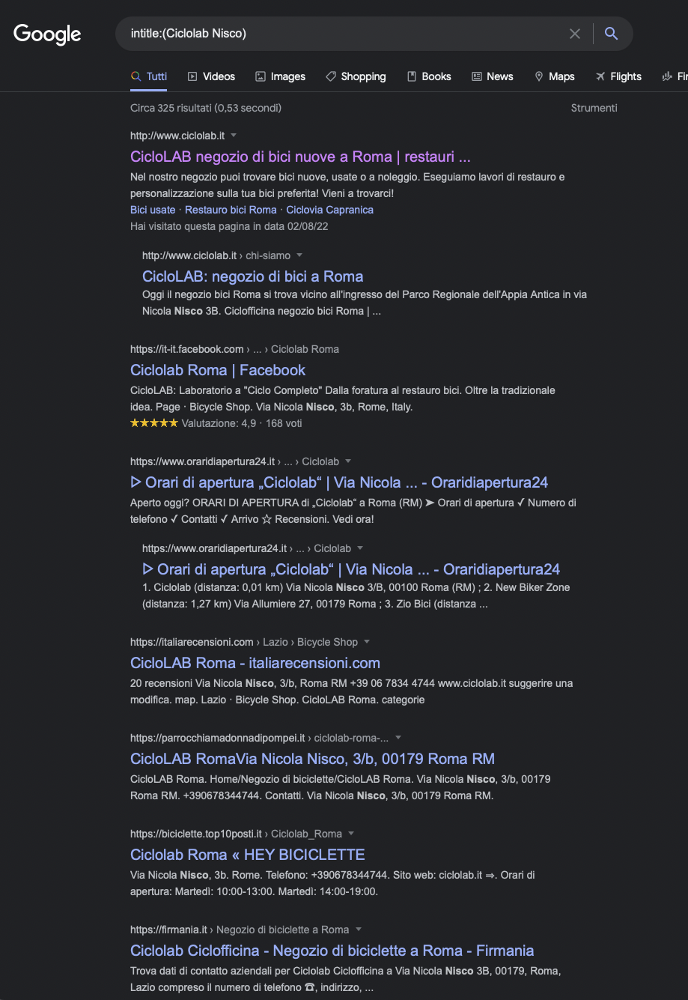 Google
intitle:(Ciclolab Nisco)
Tutti Videos Images Shopping Books News Maps Flights
Circa 325 risultati (0,53 secondi) Strumenti
http://www.ciclolab.it
CicloLAB negozio di bici nuove a Roma | restauri ...
Nel nostro negozio puoi trovare bici nuove, usate o a noleggio. Eseguiamo lavori di restauro e
personalizzazione sulla tua bici preferita! Vieni a trovarci!
Bici usate · Restauro bici Roma · Ciclovia Capranica
Hai visitato questa pagina in data 02/08/22
http://www.ciclolab.it › chi-siamo
CicloLAB: negozio di bici a Roma
Oggi il negozio bici Roma si trova vicino all'ingresso del Parco Regionale dell'Appia Antica in via
Nicola Nisco 3B. Ciclofficina negozio bici Roma | ...
https://it-it.facebook.com › ... › Ciclolab Roma
Ciclolab Roma | Facebook
CicloLAB: Laboratorio a "Ciclo Completo" Dalla foratura al restauro bici. Oltre la tradizionale
idea. Page · Bicycle Shop. Via Nicola Nisco, 3b, Rome, Italy.
★★★★★ Valutazione: 4,9 · 168 voti
https://www.oraridiapertura24.it › ... › Ciclolab
ᐅ Orari di apertura „Ciclolab“ | Via Nicola ... - Oraridiapertura24
Aperto oggi? ORARI DI APERTURA di „Ciclolab“ a Roma (RM) ➤ Orari di apertura ✓ Numero di
telefono ✓ Contatti ✓ Arrivo ☆ Recensioni. Vedi ora!
https://www.oraridiapertura24.it › ... › Ciclolab
ᐅ Orari di apertura „Ciclolab“ | Via Nicola ... - Oraridiapertura24
1. Ciclolab (distanza: 0,01 km) Via Nicola Nisco 3/B, 00100 Roma (RM) ; 2. New Biker Zone
(distanza: 1,27 km) Via Allumiere 27, 00179 Roma ; 3. Zio Bici (distanza ...
https://italiarecensioni.com › Lazio › Bicycle Shop
CicloLAB Roma - italiarecensioni.com
20 recensioni Via Nicola Nisco, 3/b, Roma RM +39 06 7834 4744 www.ciclolab.it suggerire una
modifica. map. Lazio · Bicycle Shop. CicloLAB Roma. categorie
https://parrocchiamadonnadipompei.it › ciclolab-roma-...
CicloLAB RomaVia Nicola Nisco, 3/b, 00179 Roma RM
CicloLAB Roma. Home/Negozio di biciclette/CicloLAB Roma. Via Nicola Nisco, 3/b, 00179
Roma RM. +390678344744. Contatti. Via Nicola Nisco, 3/b, 00179 Roma RM.
https://biciclette.top10posti.it › Ciclolab_Roma
Ciclolab Roma « HEY BICICLETTE
Via Nicola Nisco, 3b. Rome. Telefono: +390678344744. Sito web: ciclolab.it ⇒. Orari di
apertura: Martedì: 10:00-13:00. Martedì: 14:00-19:00.
https://firmania.it › Negozio di biciclette a Roma
Ciclolab Ciclofficina - Negozio di biciclette a Roma - Firmania
Trova dati di contatto aziendali per Ciclolab Ciclofficina a Via Nicola Nisco 3B, 00179, Roma,
Lazio compreso il numero di telefono ☎, indirizzo, ...